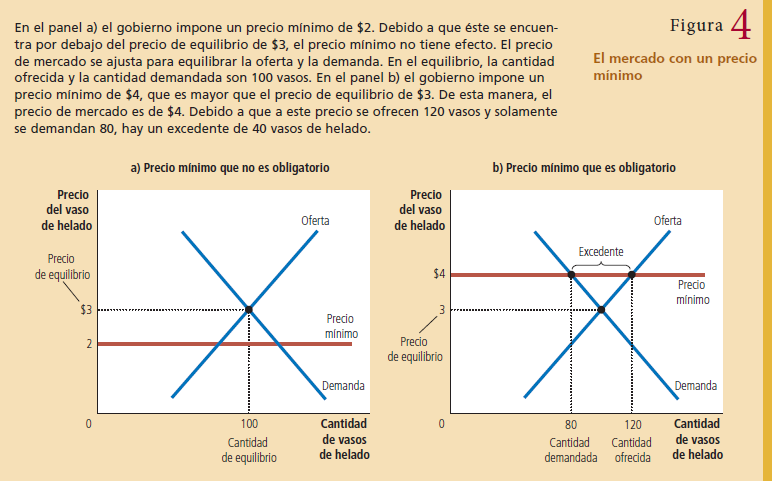 En el panel a) el gobierno impone un precio mínimo de $2. Debido a que éste se encuen-
tra por debajo del precio de equilibrio de $3, el precio mínimo no tiene efecto. El precio
de mercado se ajusta para equilibrar la oferta y la demanda. En el equilibrio, la cantidad
ofrecida y la cantidad demandada son 100 vasos. En el panel b) el gobierno impone un
precio mínimo de $4, que es mayor que el precio de equilibrio de $3. De esta manera, el
precio de mercado es de $4. Debido a que a este precio se ofrecen 120 vasos y solamente
se demandan 80, hay un excedente de 40 vasos de helado.
Figura 4
El mercado con un precio
mínimo
a) Precio mínimo que no es obligatorio
Precio
del vaso
de helado
Oferta
Precio
de equilibrio
$3
Precio
mínimo
2
Demanda
0
100
Cantidad
de equilibrio
Cantidad
de vasos
de helado
b) Precio mínimo que es obligatorio
Precio
del vaso
de helado
Oferta
Excedente
$4
Precio
mínimo
3
Precio
de equilibrio
Demanda
0
80
120
Cantidad
demandada
Cantidad
ofrecida
Cantidad
de vasos
de helado